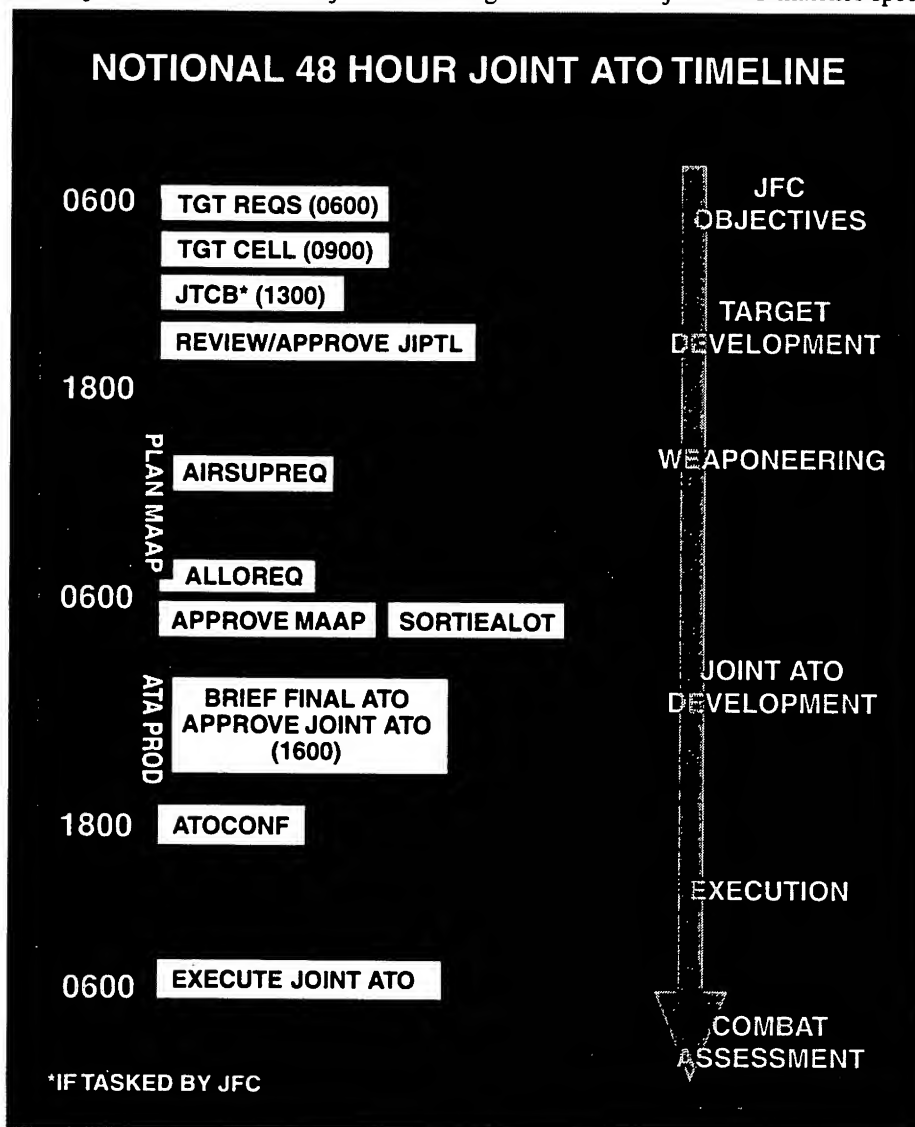 NOTIONAL 48 HOUR JOINT ATO TIMELINE
0600
TGT REQS (0600)
TGT CELL (0900)
JTCB* (1300)
REVIEW/APPROVE JIPTL
1800
PLAN MAAP
AIRSUPREQ
ALLOREQ
0600
APPROVE MAAP
SORTIEALOT
ATA PROD
BRIEF FINAL ATO
APPROVE JOINT ATO
(1600)
1800
ATOCONF
0600
EXECUTE JOINT ATO
JFC
OBJECTIVES
TARGET
DEVELOPMENT
WEAPONEERING
JOINT ATO
DEVELOPMENT
EXECUTION
COMBAT
ASSESSMENT
*IF TASKED BY JFC